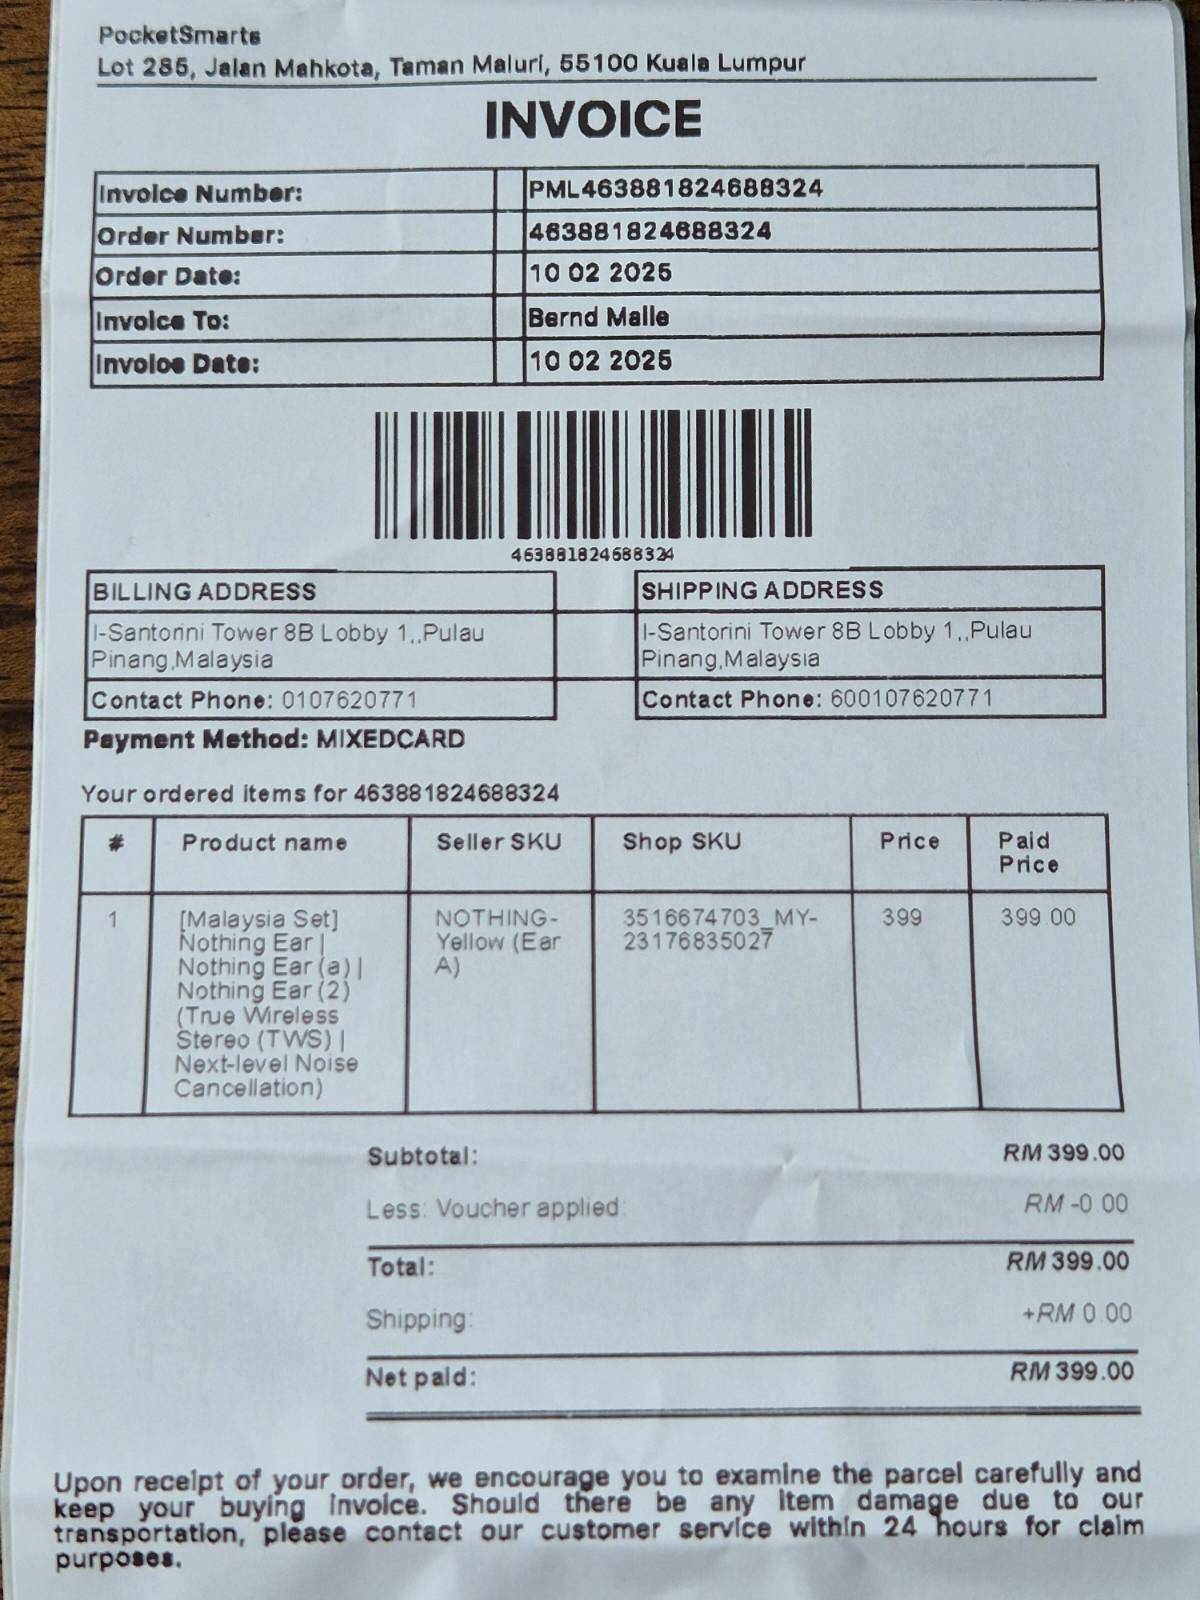 PocketSmarts
Lot 285, Jalan Mahkota, Taman Maluri, 55100 Kuala Lumpur
INVOICE
Invoice Number: PML463881824688324
Order Number: 463881824688324
Order Date: 10 02 2025
Invoice To: Bernd Malle
Invoice Date: 10 02 2025
463881824688324
BILLING ADDRESS
I-Santorini Tower 8B Lobby 1,,Pulau
Pinang,Malaysia
Contact Phone: 0107620771
SHIPPING ADDRESS
I-Santorini Tower 8B Lobby 1,,Pulau
Pinang,Malaysia
Contact Phone: 600107620771
Payment Method: MIXEDCARD
Your ordered items for 463881824688324
# Product name Seller SKU Shop SKU Price Paid
Price
1 [Malaysia Set] NOTHING- 3516674703_MY- 399 399.00
Nothing Ear | Yellow (Ear 23176835027
Nothing Ear (a) | A)
Nothing Ear (2)
(True Wireless
Stereo (TWS) |
Next-level Noise
Cancellation)
Subtotal: RM 399.00
Less: Voucher applied: RM -0.00
Total: RM 399.00
Shipping: +RM 0.00
Net paid: RM 399.00
Upon receipt of your order, we encourage you to examine the parcel carefully and
keep your buying invoice. Should there be any item damage due to our
transportation, please contact our customer service within 24 hours for claim
purposes.